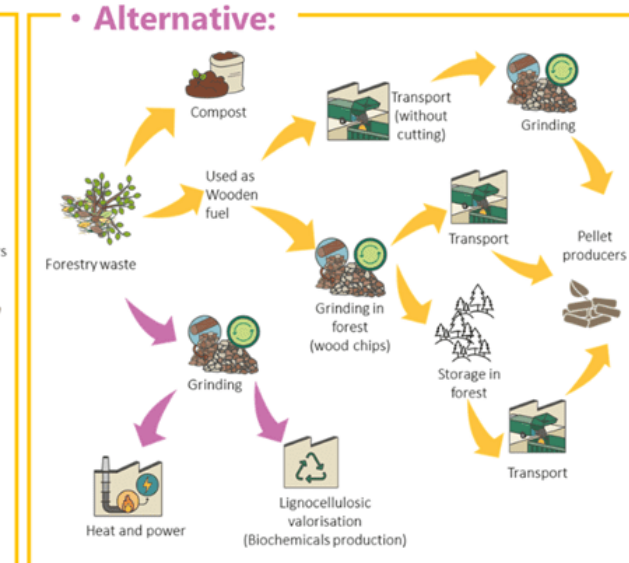 • Alternative:
Compost
Transport
(without
cutting)
Grinding
Used as
Wooden
fuel
Forestry waste
Transport
Pellet
producers
Grinding in
forest
(wood chips)
Grinding
Storage in
forest
Transport
Heat and power
Lignocellulosic
valorisation
(Biochemicals production)